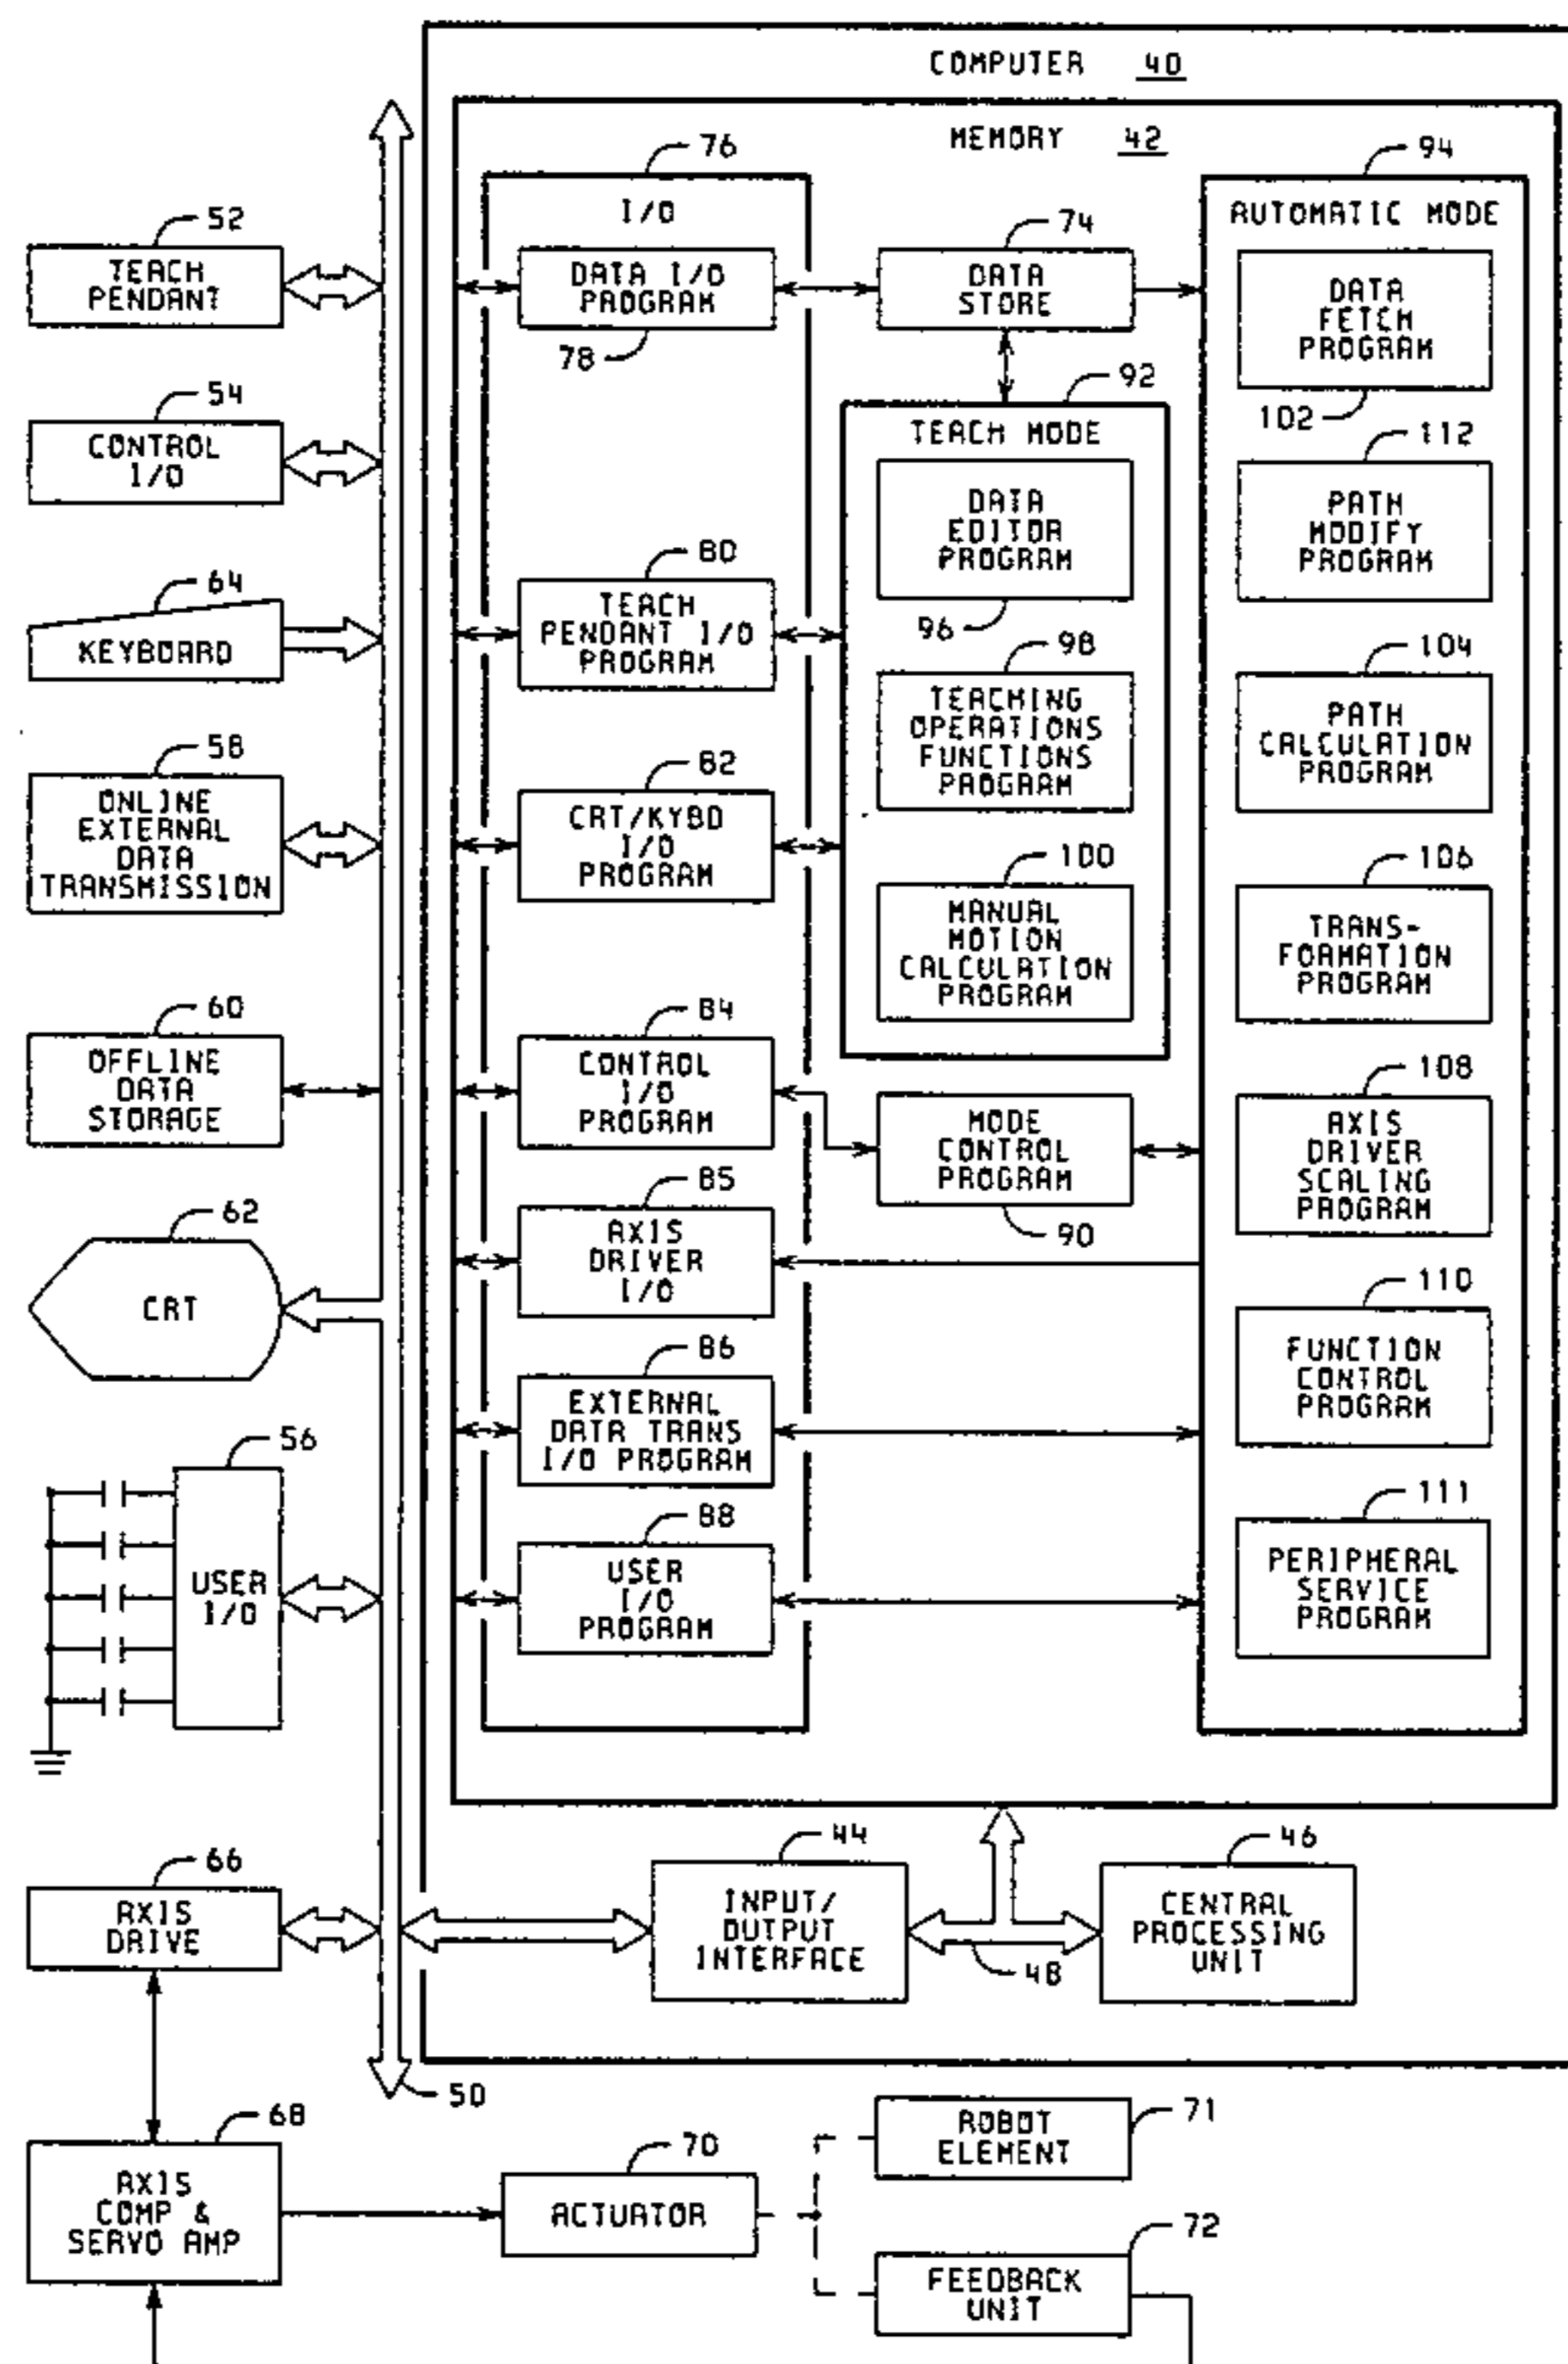 COMPUTER 40
MEMORY 42
76
I/O
DATA I/O
PROGRAM
78
74
DATA
STORE
94
AUTOMATIC MODE
DATA
FETCH
PROGRAM
102
52
TEACH
PENDANT
54
CONTROL
I/O
64
KEYBOARD
58
ONLINE
EXTERNAL
DATA
TRANSMISSION
60
OFFLINE
DATA
STORAGE
62
CRT
56
USER
I/O
66
AXIS
DRIVE
68
AXIS
COMP &
SERVO AMP
80
TEACH
PENDANT I/O
PROGRAM
82
CRT/KYBD
I/O
PROGRAM
84
CONTROL
I/O
PROGRAM
85
AXIS
DRIVER
I/O
86
EXTERNAL
DATA TRANS
I/O PROGRAM
88
USER
I/O
PROGRAM
92
TEACH MODE
DATA
EDITOR
PROGRAM
96
98
TEACHING
OPERATIONS
FUNCTIONS
PROGRAM
100
MANUAL
MOTION
CALCULATION
PROGRAM
MODE
CONTROL
PROGRAM
90
112
PATH
MODIFY
PROGRAM
104
PATH
CALCULATION
PROGRAM
106
TRANS-
FORMATION
PROGRAM
108
AXIS
DRIVER
SCALING
PROGRAM
110
FUNCTION
CONTROL
PROGRAM
111
PERIPHERAL
SERVICE
PROGRAM
44
INPUT/
OUTPUT
INTERFACE
48
46
CENTRAL
PROCESSING
UNIT
50
70
ACTUATOR
71
ROBOT
ELEMENT
72
FEEDBACK
UNIT